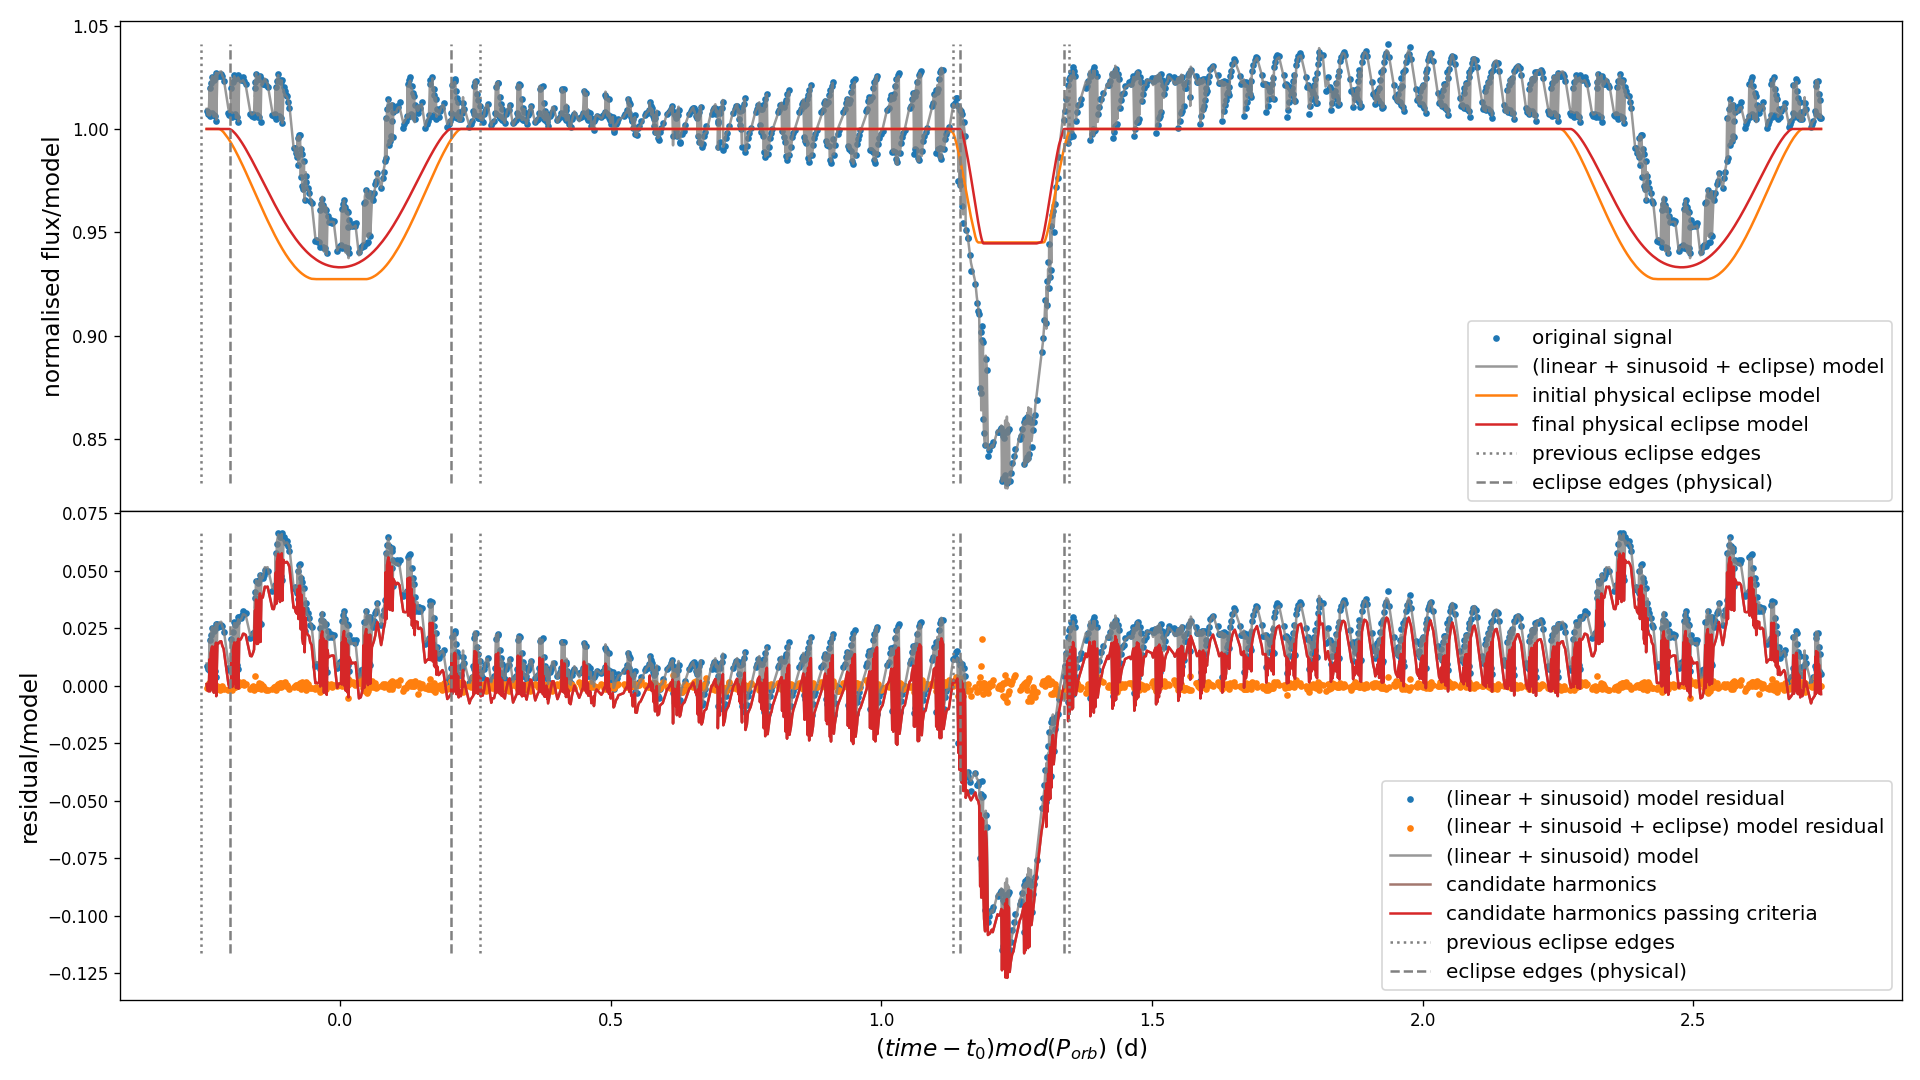 normalised flux/model
1.05
1.00
0.95
0.90
0.85
original signal
(linear + sinusoid + eclipse) model
initial physical eclipse model
final physical eclipse model
previous eclipse edges
eclipse edges (physical)
residual/model
0.075
0.050
0.025
0.000
−0.025
−0.050
−0.075
−0.100
−0.125
(linear + sinusoid) model residual
(linear + sinusoid + eclipse) model residual
(linear + sinusoid) model
candidate harmonics
candidate harmonics passing criteria
previous eclipse edges
eclipse edges (physical)
0.0 0.5 1.0 1.5 2.0 2.5
(time − t₀)mod(P_orb) (d)